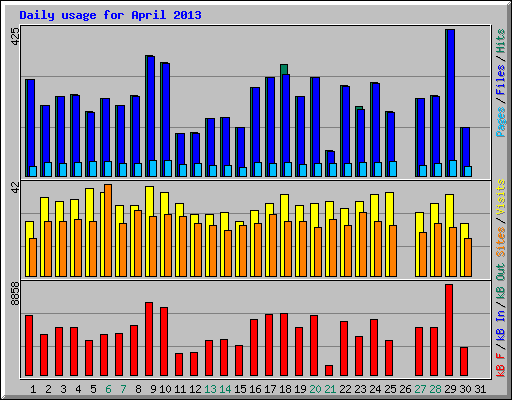 Daily usage for April 2013
425
Pages / Files / Hits
42
Sites / Visits
8858
kB F / kB In / kB Out
1 2 3 4 5 6 7 8 9 10 11 12 13 14 15 16 17 18 19 20 21 22 23 24 25 26 27 28 29 30 31